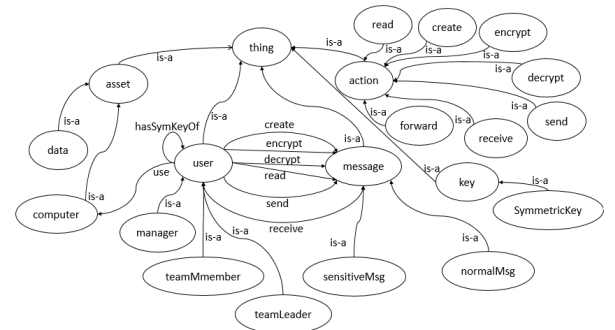 read
create
encrypt
thing
is-a
is-a
is-a
is-a
is-a
is-a
action
decrypt
asset
is-a
is-a
send
forward
is-a
is-a
receive
is-a
hasSymKeyOf
create
data
is-a
encrypt
is-a
user
decrypt
message
use
read
is-a
key
is-a
SymmetricKey
is-a
computer
send
is-a
manager
receive
is-a
is-a
is-a
is-a
teamMmember
sensitiveMsg
normalMsg
teamLeader